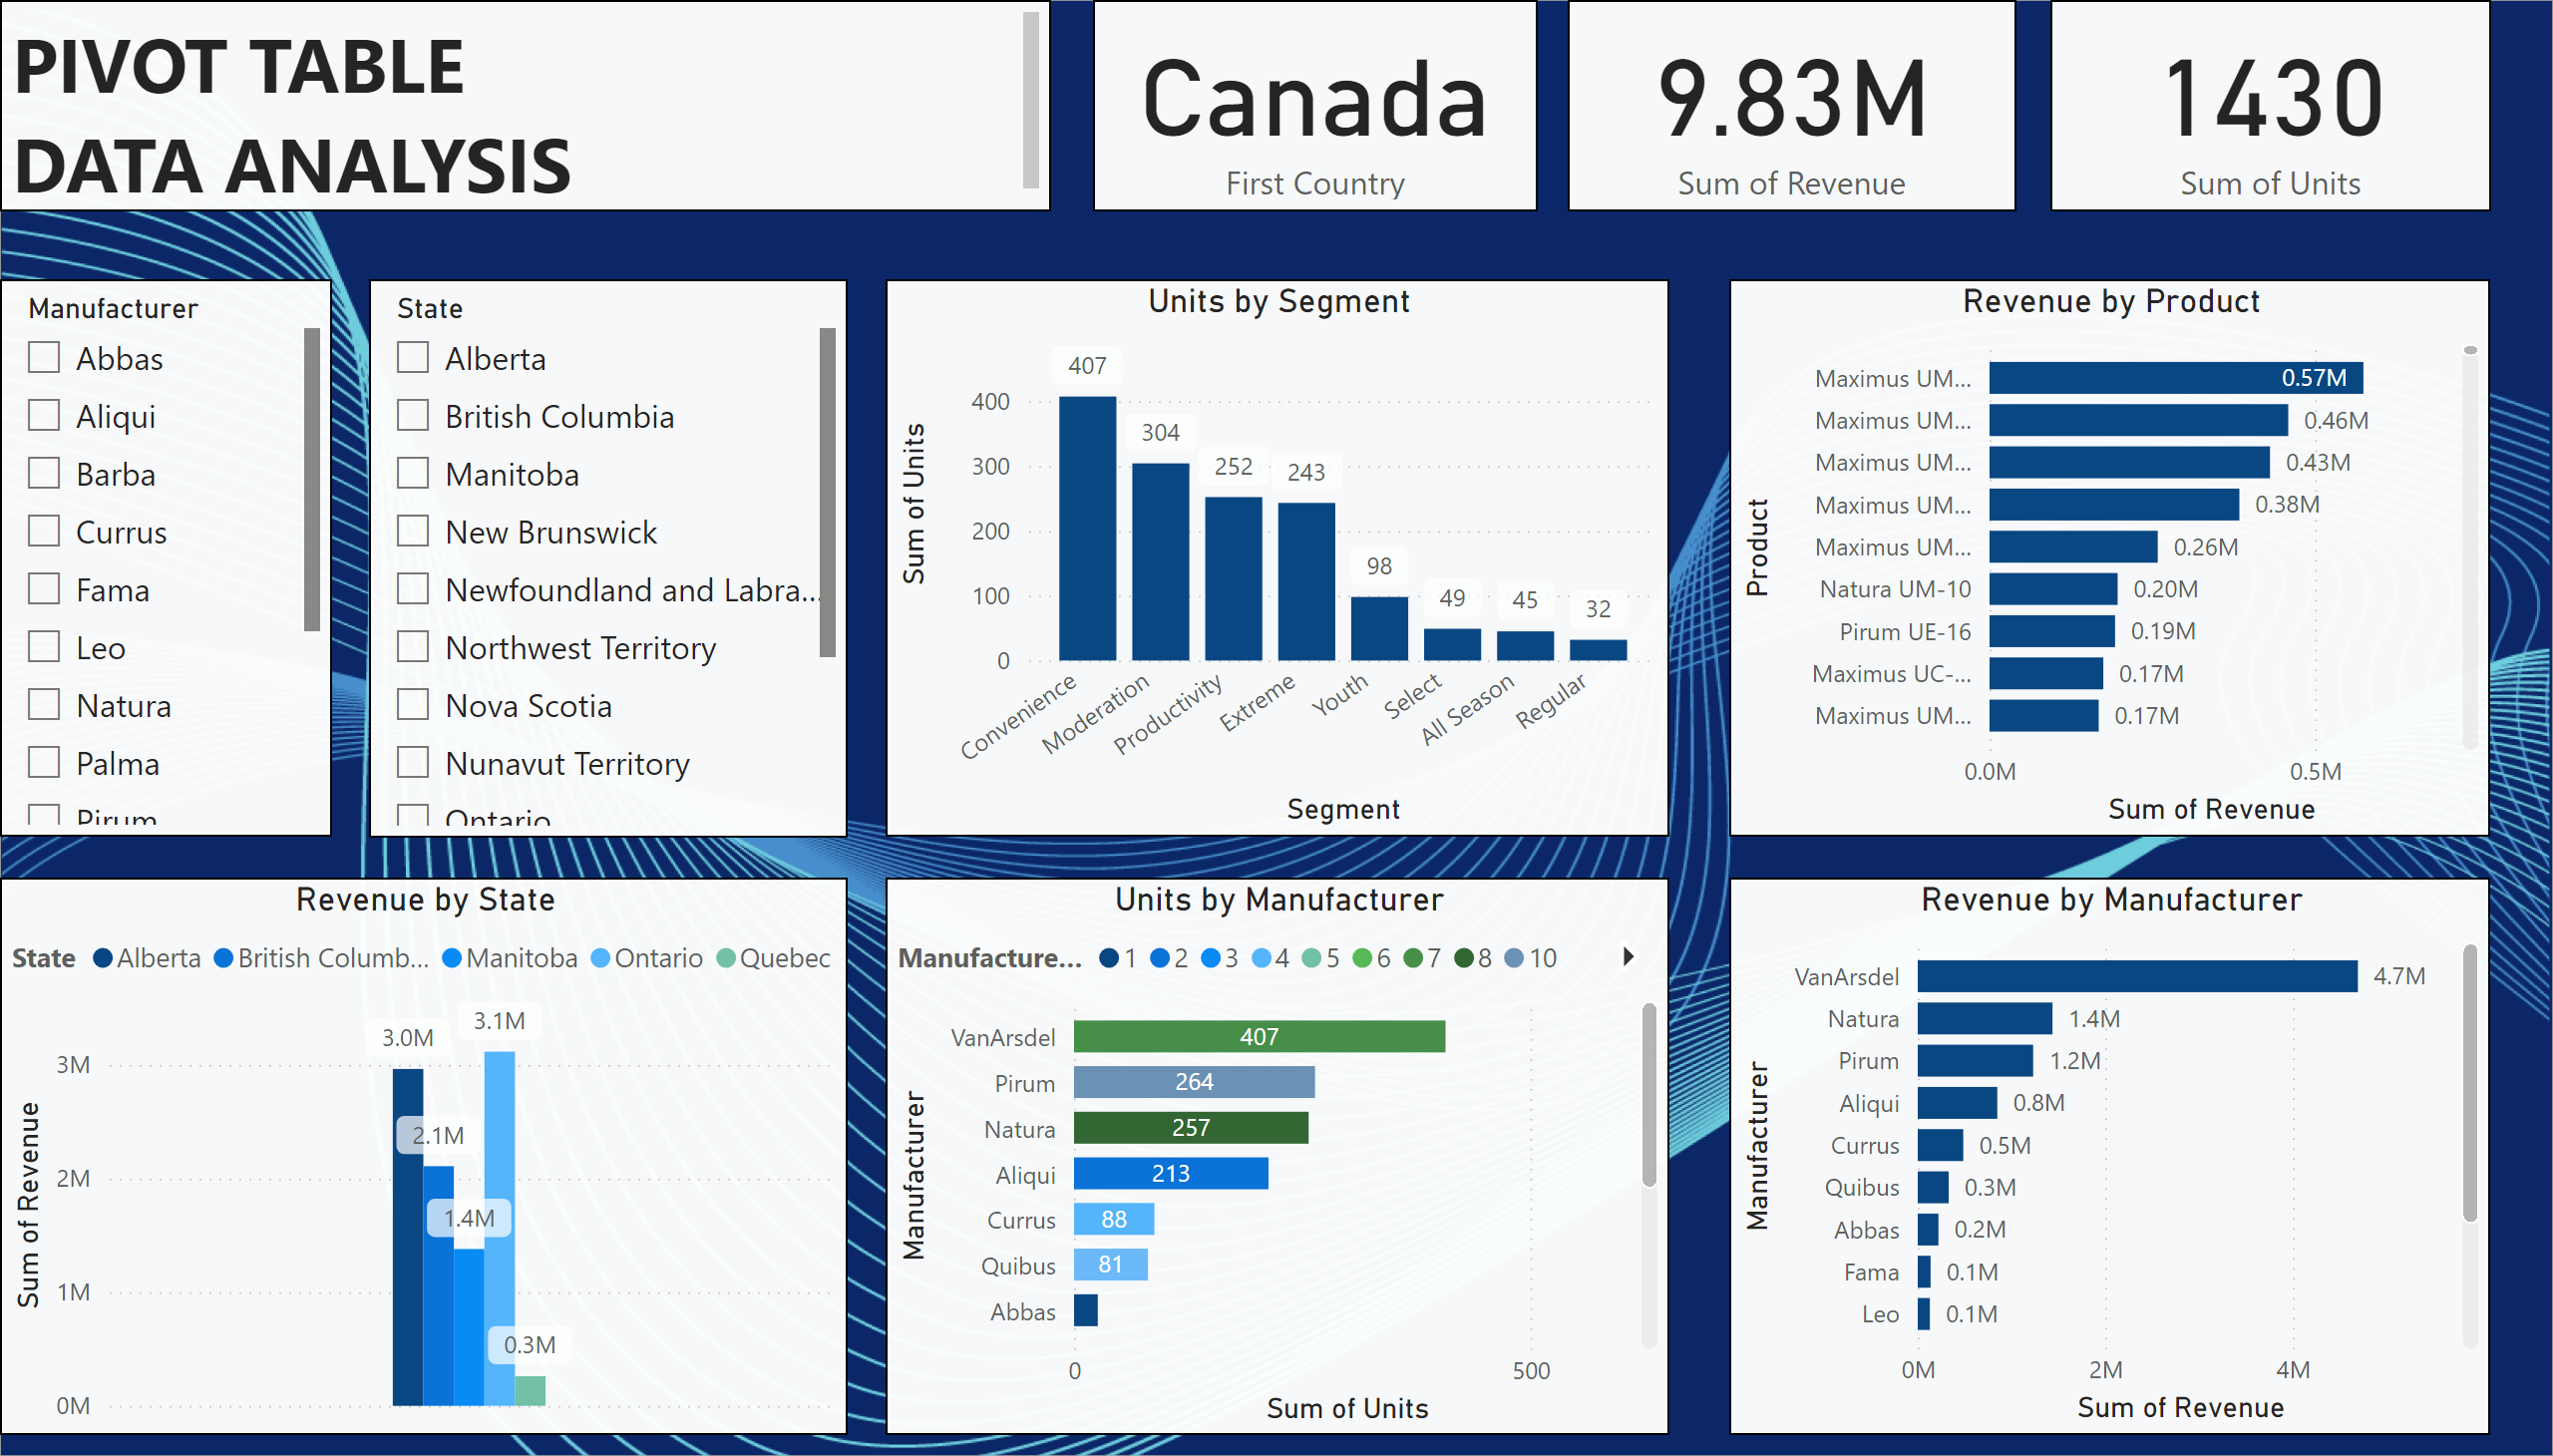 PIVOT TABLE
DATA ANALYSIS
Canada
First Country
9.83M
Sum of Revenue
1430
Sum of Units
Manufacturer
Abbas
Aliqui
Barba
Currus
Fama
Leo
Natura
Palma
Pirum
State
Alberta
British Columbia
Manitoba
New Brunswick
Newfoundland and Labra...
Northwest Territory
Nova Scotia
Nunavut Territory
Ontario
Units by Segment
Sum of Units
400
300
200
100
0
407
304
252
243
98
49
45
32
Convenience
Moderation
Productivity
Extreme
Youth
Select
All Season
Regular
Segment
Revenue by Product
Product
Maximus UM... 0.57M
Maximus UM... 0.46M
Maximus UM... 0.43M
Maximus UM... 0.38M
Maximus UM... 0.26M
Natura UM-10 0.20M
Pirum UE-16 0.19M
Maximus UC-... 0.17M
Maximus UM... 0.17M
0.0M 0.5M
Sum of Revenue
Revenue by State
State Alberta British Columb... Manitoba Ontario Quebec
Sum of Revenue
3M
2M
1M
0M
3.0M
2.1M
1.4M
3.1M
0.3M
Units by Manufacturer
Manufacture... 1 2 3 4 5 6 7 8 10
Manufacturer
VanArsdel 407
Pirum 264
Natura 257
Aliqui 213
Currus 88
Quibus 81
Abbas
0 500
Sum of Units
Revenue by Manufacturer
Manufacturer
VanArsdel 4.7M
Natura 1.4M
Pirum 1.2M
Aliqui 0.8M
Currus 0.5M
Quibus 0.3M
Abbas 0.2M
Fama 0.1M
Leo 0.1M
0M 2M 4M
Sum of Revenue